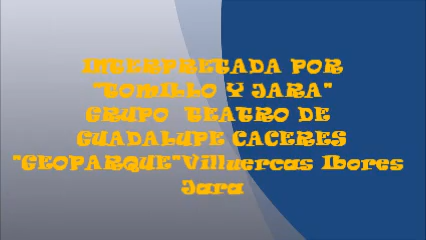 INTERPRETADA POR
"TOMILLO Y JARA"
GRUPO TEATRO DE
GUADALUPE CACERES
"GEOPARQUE"Villuercas Ibores
Jara